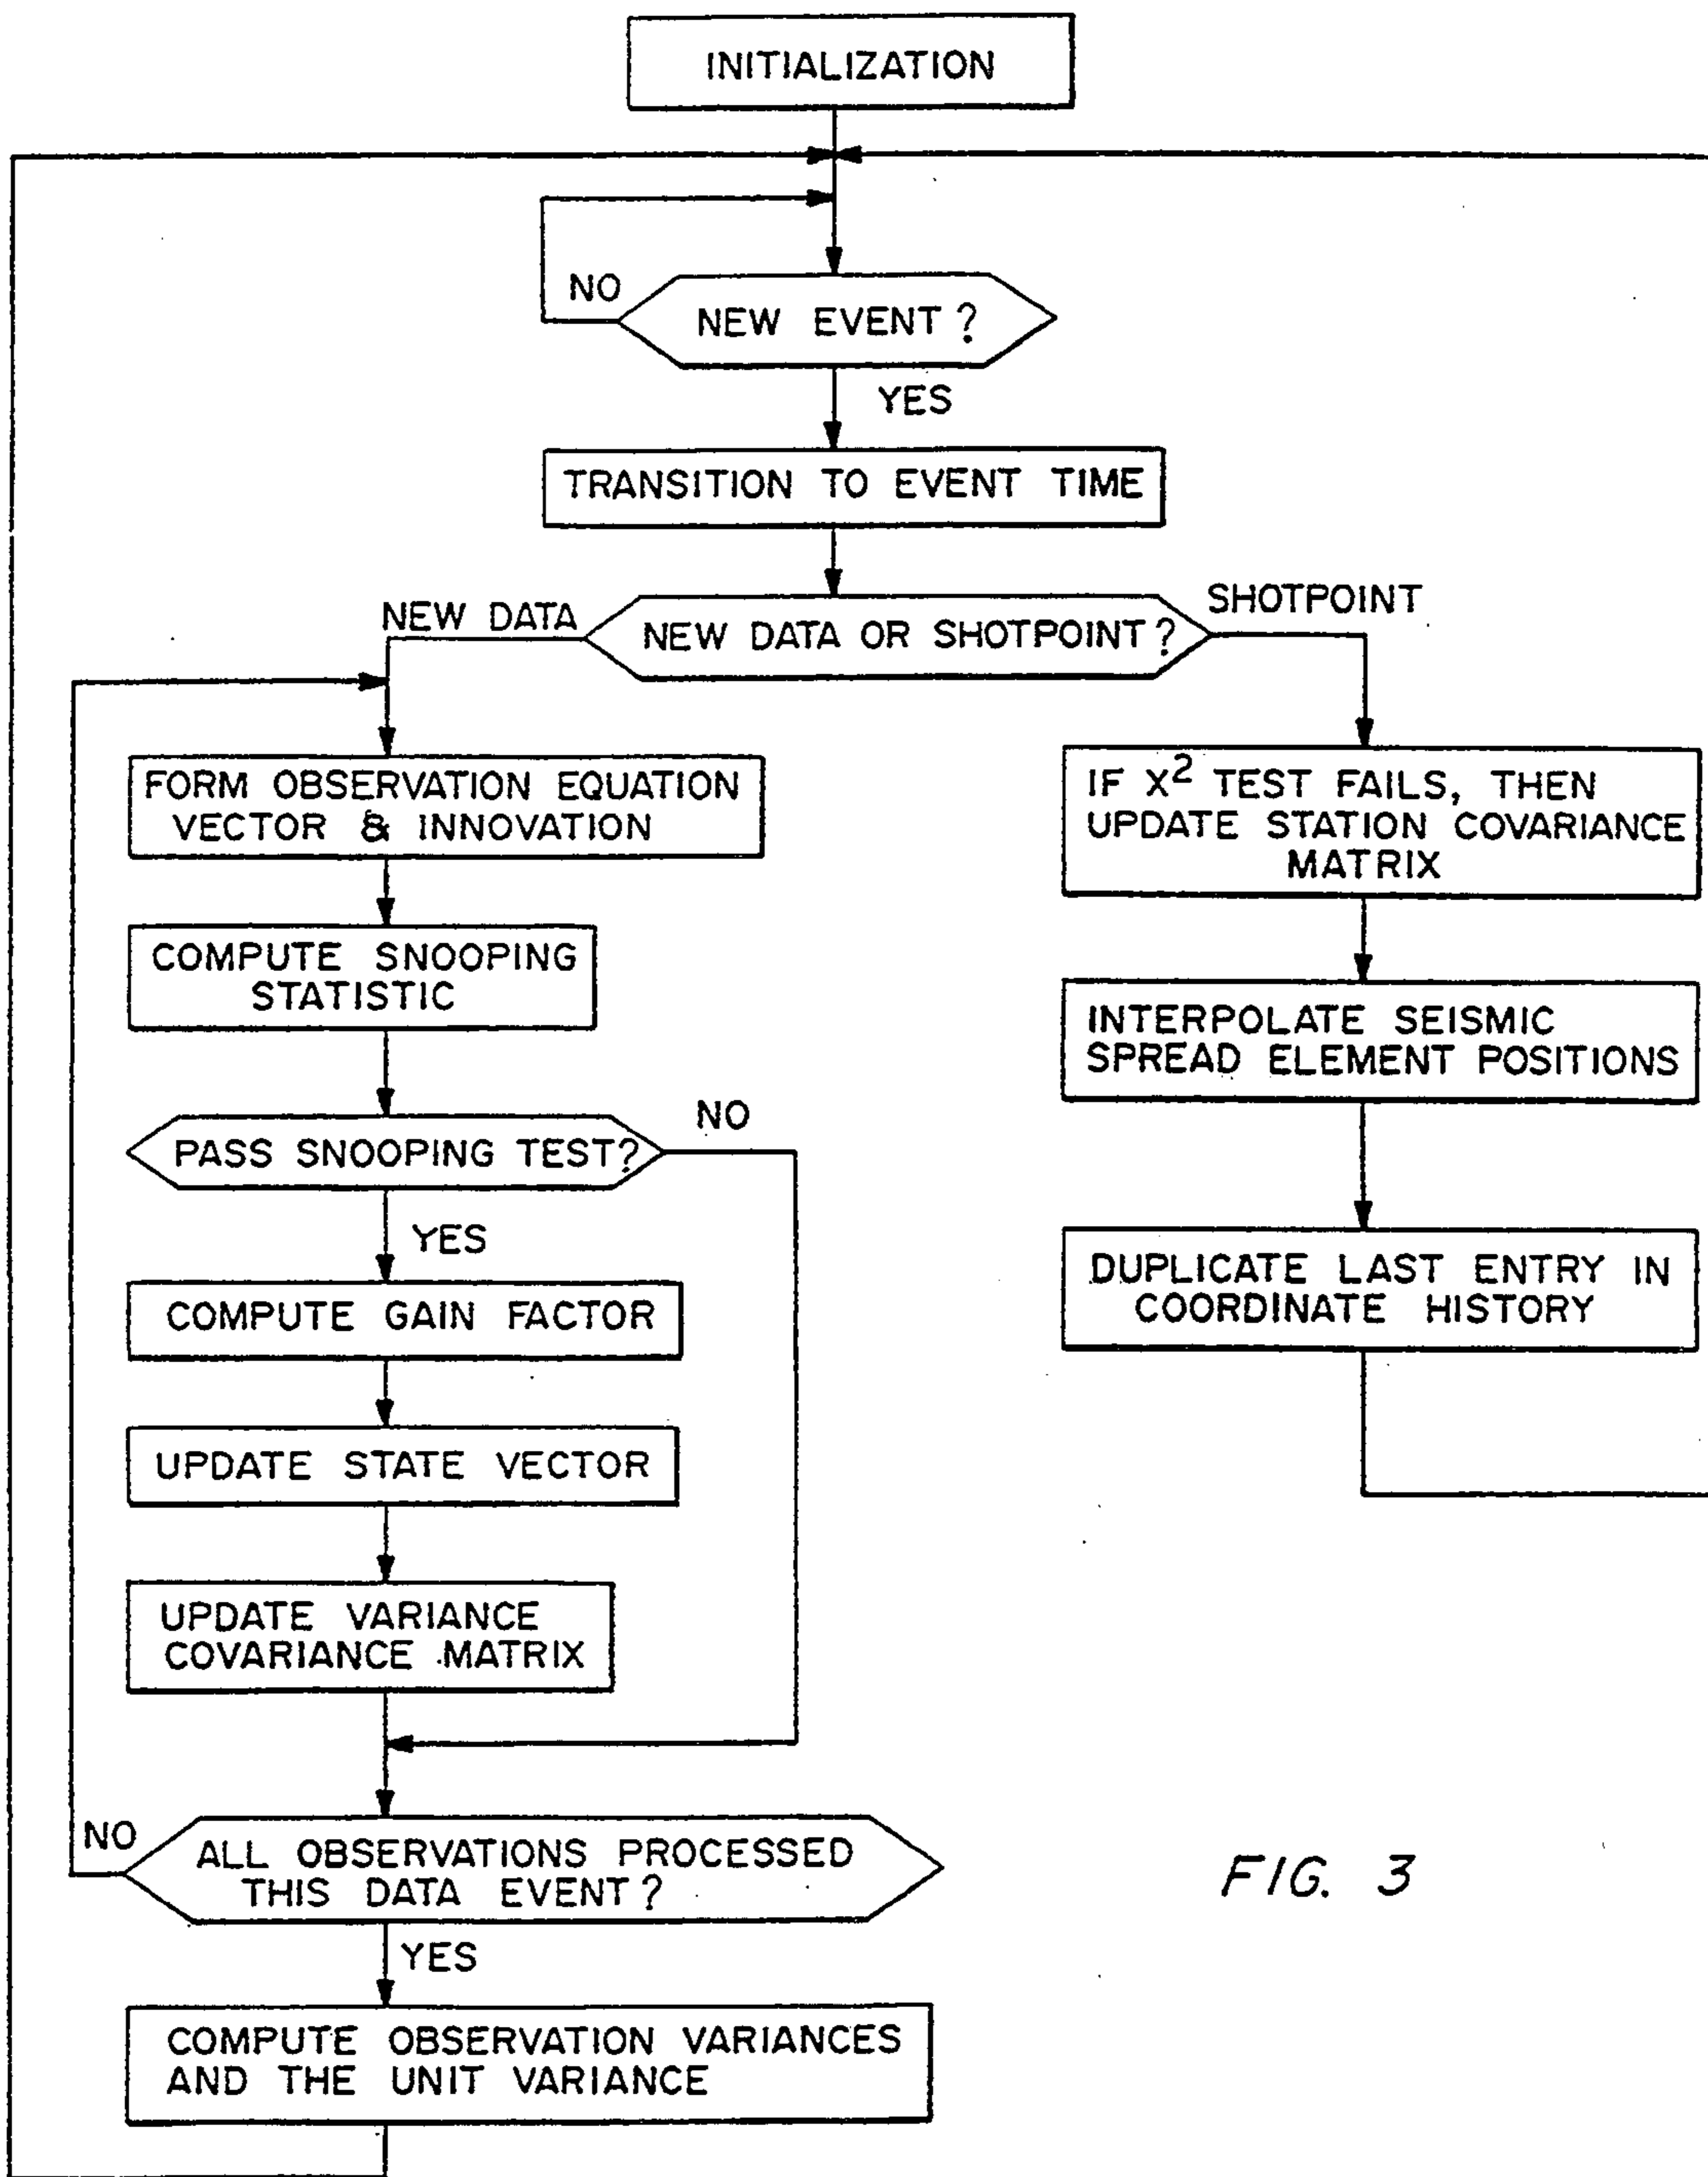 INITIALIZATION
NO
NEW EVENT?
YES
TRANSITION TO EVENT TIME
NEW DATA
NEW DATA OR SHOTPOINT?
SHOTPOINT
FORM OBSERVATION EQUATION
VECTOR & INNOVATION
COMPUTE SNOOPING
STATISTIC
PASS SNOOPING TEST?
NO
YES
COMPUTE GAIN FACTOR
UPDATE STATE VECTOR
UPDATE VARIANCE
COVARIANCE MATRIX
NO
ALL OBSERVATIONS PROCESSED
THIS DATA EVENT?
YES
COMPUTE OBSERVATION VARIANCES
AND THE UNIT VARIANCE
IF X² TEST FAILS, THEN
UPDATE STATION COVARIANCE
MATRIX
INTERPOLATE SEISMIC
SPREAD ELEMENT POSITIONS
DUPLICATE LAST ENTRY IN
COORDINATE HISTORY
FIG. 3